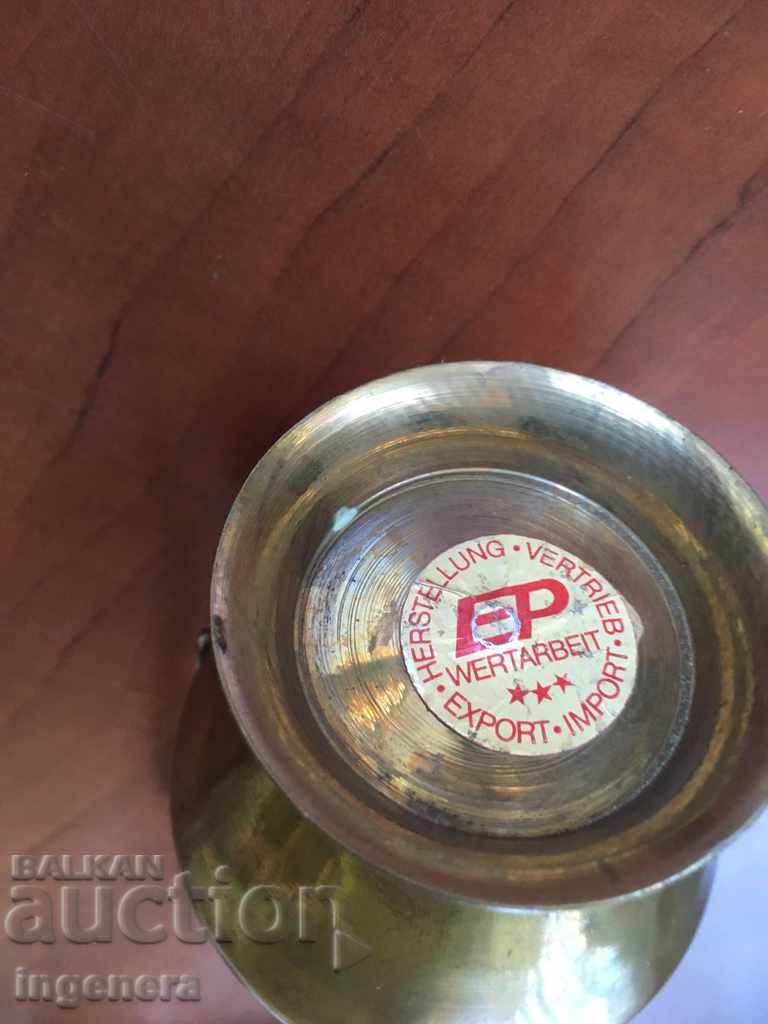 HERSTELLUNG • VERTRIEB •
EP
WERTARBEIT
★★★
• EXPORT • IMPORT •
BALKAN
auction
ingenera